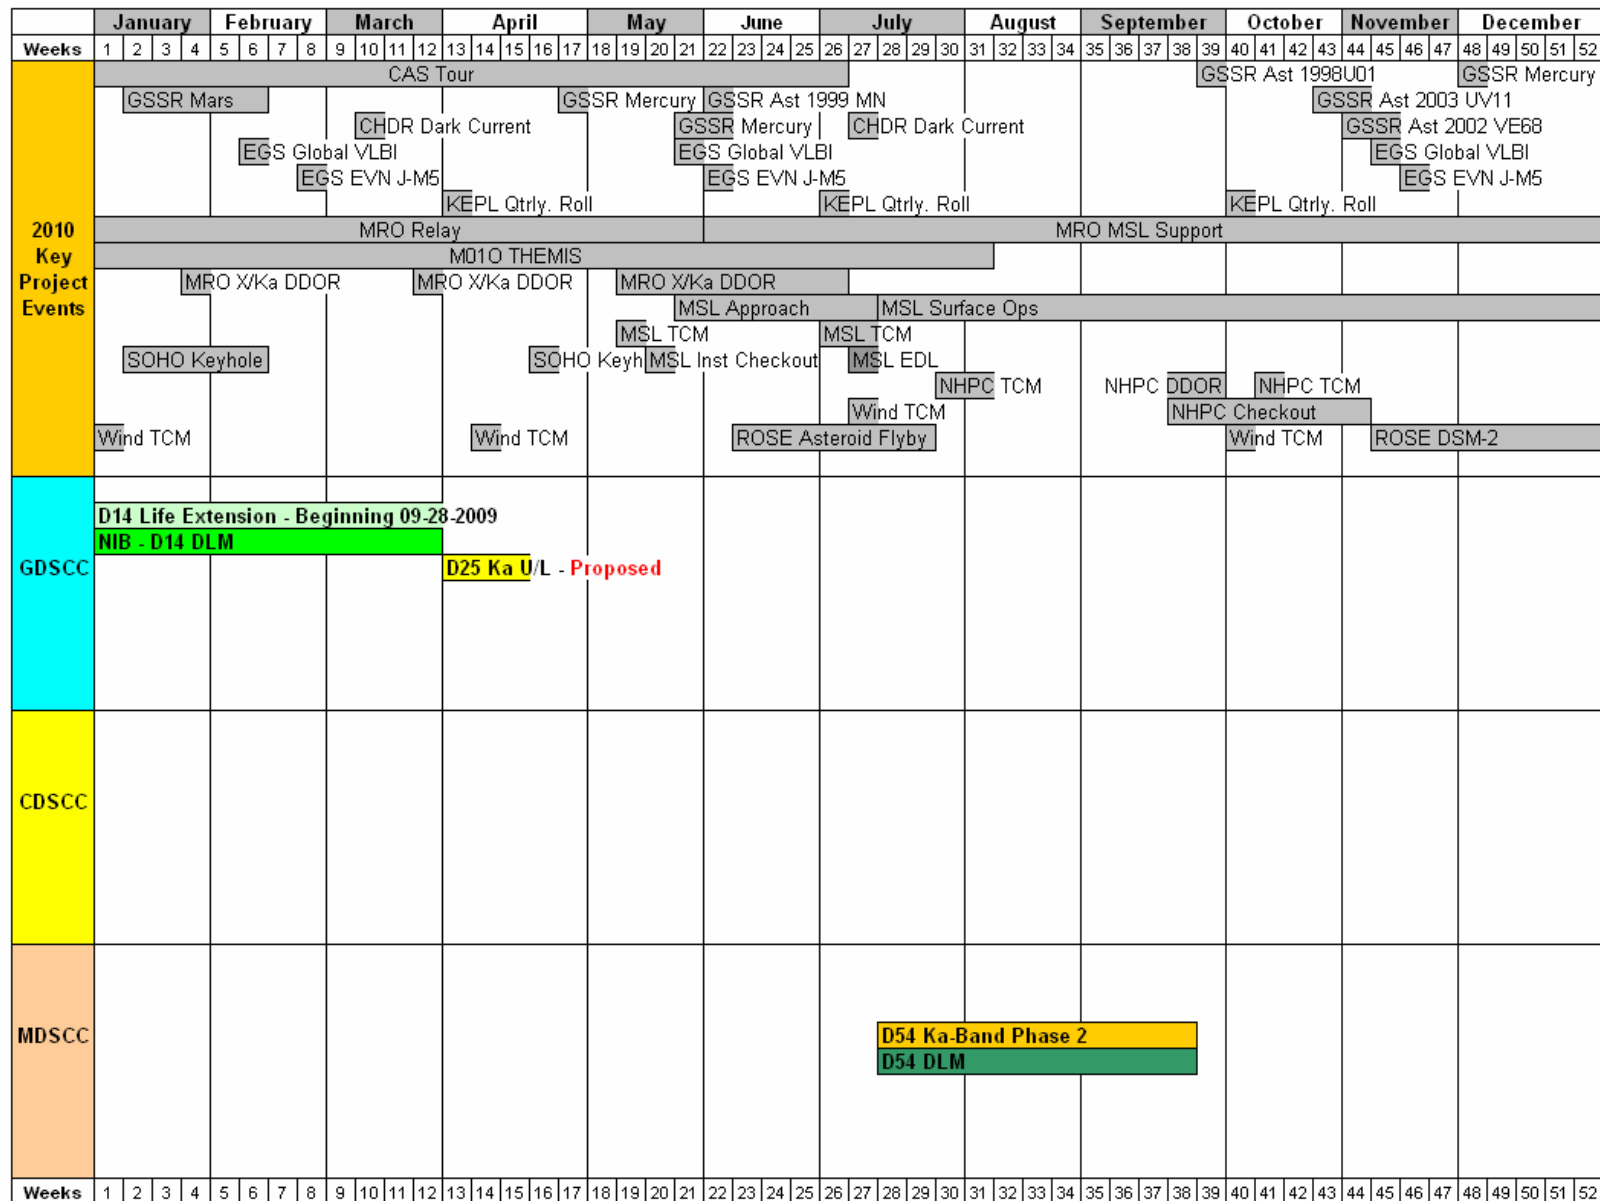 January February March April May June July August September October November December
Weeks 1 2 3 4 5 6 7 8 9 10 11 12 13 14 15 16 17 18 19 20 21 22 23 24 25 26 27 28 29 30 31 32 33 34 35 36 37 38 39 40 41 42 43 44 45 46 47 48 49 50 51 52
2010
Key
Project
Events
CAS Tour GSSR Ast 1998U01 GSSR Mercury
GSSR Mars GSSR Mercury GSSR Ast 1999 MN GSSR Ast 2003 UV11
CHDR Dark Current GSSR Mercury CHDR Dark Current GSSR Ast 2002 VE68
EGS Global VLBI EGS Global VLBI EGS Global VLBI
EGS EVN J-M5 EGS EVN J-M5 EGS EVN J-M5
KEPL Qtrly. Roll KEPL Qtrly. Roll KEPL Qtrly. Roll
MRO Relay MRO MSL Support
M01O THEMIS
MRO X/Ka DDOR MRO X/Ka DDOR MRO X/Ka DDOR
MSL Approach MSL Surface Ops
MSL TCM MSL TCM
SOHO Keyhole SOHO Keyh MSL Inst Checkout MSL EDL
NHPC TCM NHPC DDOR NHPC TCM
Wind TCM NHPC Checkout
Wind TCM Wind TCM ROSE Asteroid Flyby Wind TCM ROSE DSM-2
GDSCC
D14 Life Extension - Beginning 09-28-2009
NIB - D14 DLM
D25 Ka U/L - Proposed
CDSCC
MDSCC
D54 Ka-Band Phase 2
D54 DLM
Weeks 1 2 3 4 5 6 7 8 9 10 11 12 13 14 15 16 17 18 19 20 21 22 23 24 25 26 27 28 29 30 31 32 33 34 35 36 37 38 39 40 41 42 43 44 45 46 47 48 49 50 51 52